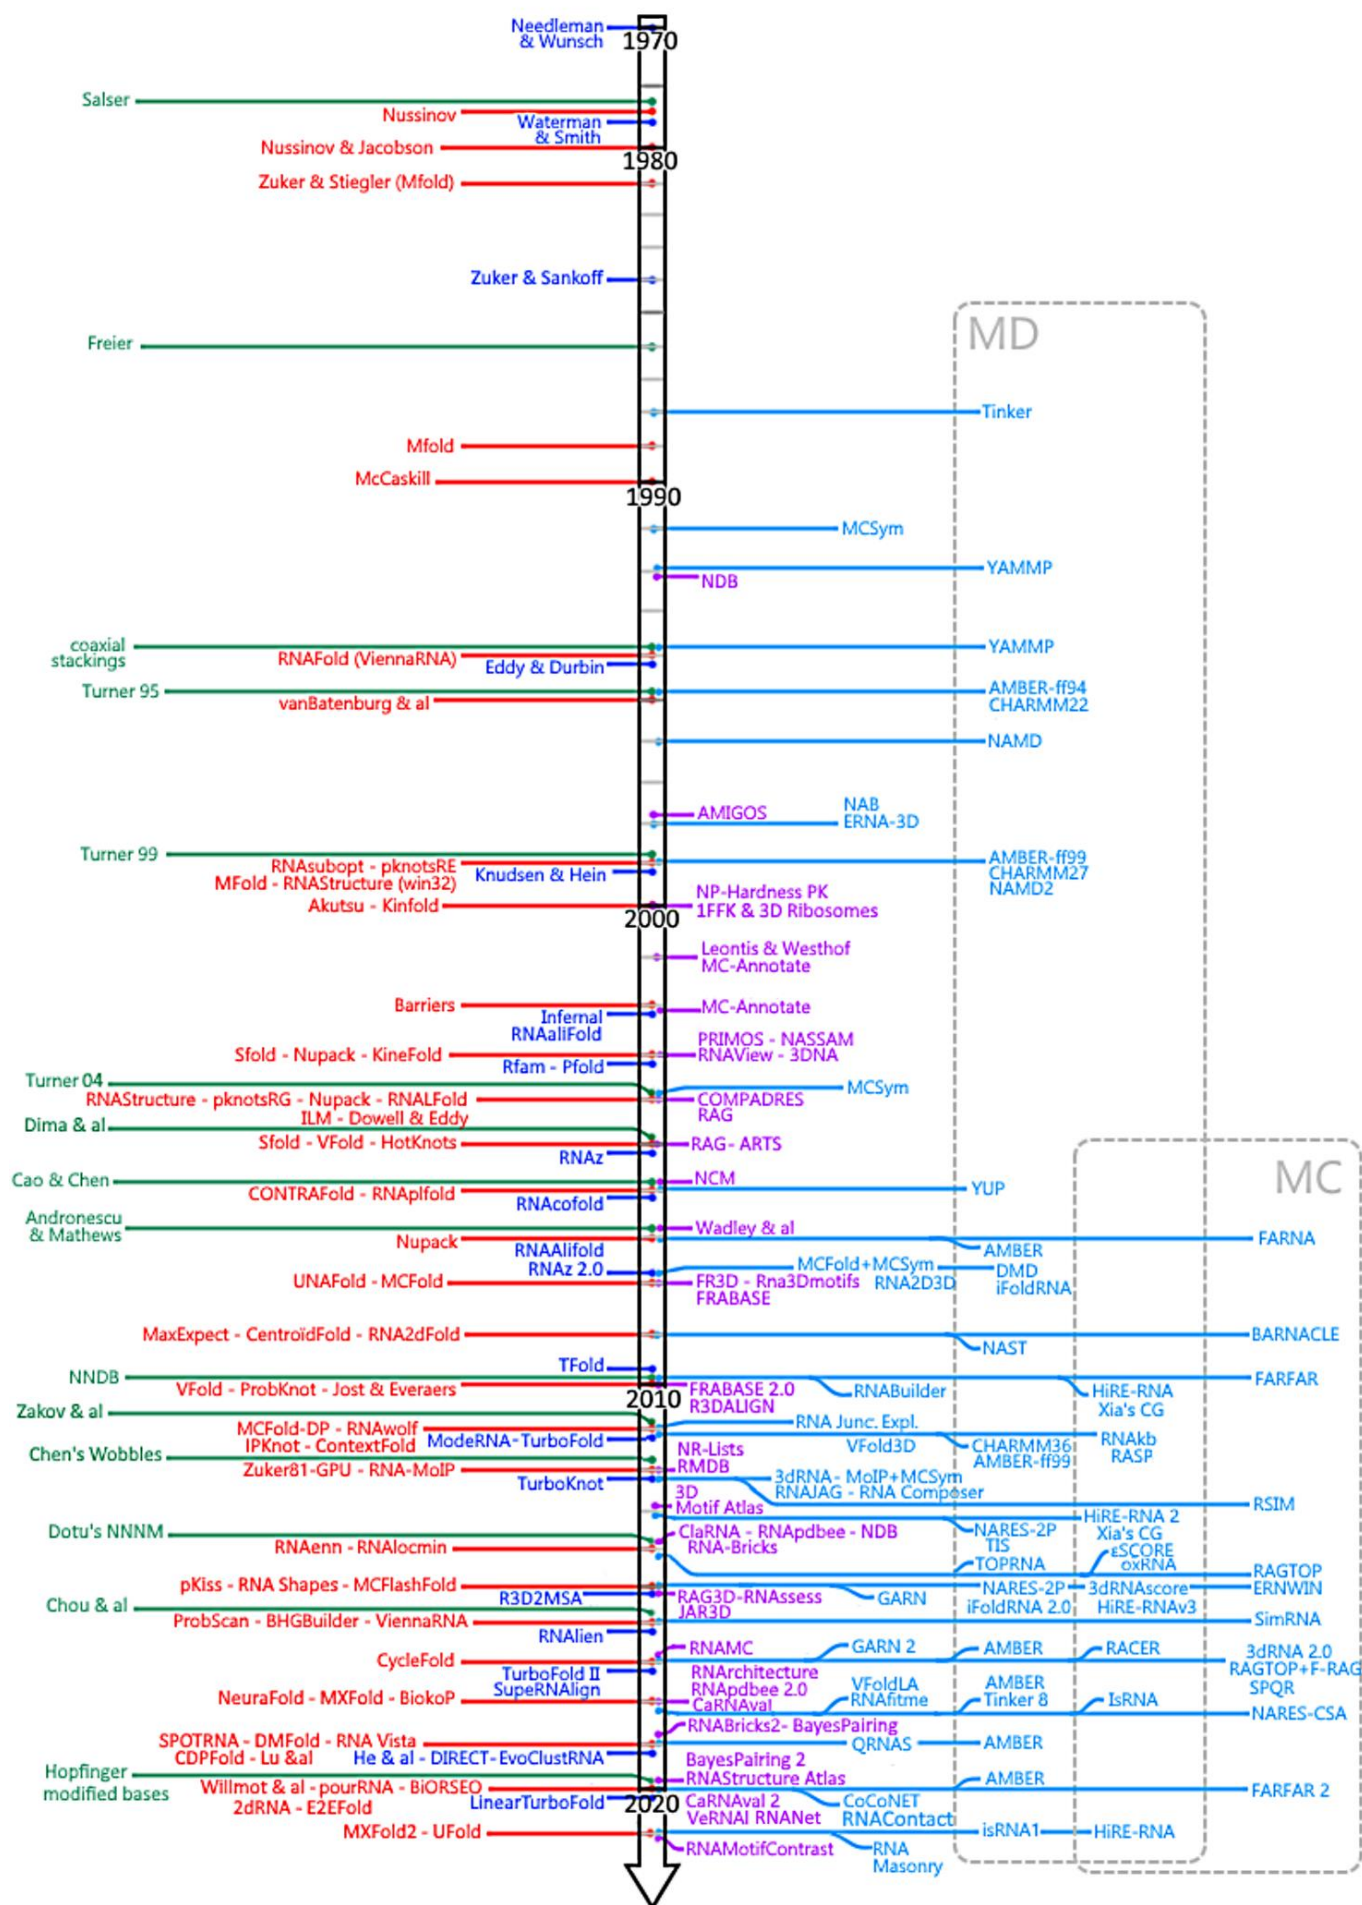 Needleman
& Wunsch
1970
Salser
Nussinov
Waterman
& Smith
Nussinov & Jacobson
1980
Zuker & Stiegler (Mfold)
Zuker & Sankoff
MD
Freier
Tinker
Mfold
McCaskill
1990
MCSym
YAMMP
NDB
coaxial
stackings
YAMMP
RNAFold (ViennaRNA)
Eddy & Durbin
Turner 95
AMBER-ff94
vanBatenburg & al
CHARMM22
NAMD
NAB
AMIGOS
ERNA-3D
Turner 99
AMBER-ff99
RNAsubopt - pknotsRE
Knudsen & Hein
CHARMM27
MFold - RNAStructure (win32)
NAMD2
NP-Hardness PK
Akutsu - Kinfold
1FFK & 3D Ribosomes
2000
Leontis & Westhof
MC-Annotate
Barriers
MC-Annotate
Infernal
RNAaliFold
PRIMOS - NASSAM
Sfold - Nupack - KineFold
RNAView - 3DNA
Rfam - Pfold
Turner 04
MCSym
RNAStructure - pknotsRG - Nupack - RNALFold
COMPADRES
ILM - Dowell & Eddy
RAG
Dima & al
Sfold - VFold - HotKnots
RAG- ARTS
RNAz
MC
Cao & Chen
NCM
CONTRAFold - RNAplfold
YUP
RNAcofold
Andronescu
& Mathews
Wadley & al
Nupack
FARNA
RNAAlifold
AMBER
RNAz 2.0
MCFold+MCSym
DMD
UNAFold - MCFold
FR3D - Rna3Dmotifs
RNA2D3D
iFoldRNA
FRABASE
MaxExpect - CentroïdFold - RNA2dFold
BARNACLE
NAST
TFold
NNDB
FARFAR
VFold - ProbKnot - Jost & Everaers
FRABASE 2.0
RNABuilder
HiRE-RNA
2010
R3DALIGN
Xia's CG
Zakov & al
RNA Junc. Expl.
MCFold-DP - RNAwolf
IPKnot - ContextFold
ModeRNA-TurboFold
VFold3D
CHARMM36
RNAkb
Chen's Wobbles
NR-Lists
AMBER-ff99
RASP
Zuker81-GPU - RNA-MoIP
RMDB
TurboKnot
3dRNA - MoIP+MCSym
3D
RNAJAG - RNA Composer
Motif Atlas
RSIM
HiRE-RNA 2
Dotu's NNNM
ClaRNA - RNApdbee - NDB
NARES-2P
Xia's CG
RNAenn - RNAlocmin
RNA-Bricks
TIS
εSCORE
TOPRNA
oxRNA
RAGTOP
pKiss - RNA Shapes - MCFlashFold
NARES-2P
3dRNAscore
ERNWIN
R3D2MSA
RAG3D-RNAssess
GARN
Chou & al
JAR3D
iFoldRNA 2.0
HiRE-RNAv3
ProbScan - BHGBuilder - ViennaRNA
SimRNA
RNAlien
RNAMC
GARN 2
AMBER
RACER
3dRNA 2.0
CycleFold
RAGTOP+F-RAG
TurboFold II
RNArchitecture
SPQR
SupeRNAlign
RNApdbee 2.0
VFoldLA
AMBER
NeuraFold - MXFold - BiokoP
CaRNAval
RNAfitme
Tinker 8
IsRNA
NARES-CSA
RNABricks2- BayesPairing
SPOTRNA - DMFold - RNA Vista
QRNAS
AMBER
CDPFold - Lu &al
He & al - DIRECT-EvoClustRNA
BayesPairing 2
Hopfinger
modified bases
RNAStructure Atlas
AMBER
Willmot & al - pourRNA - BiORSEO
FARFAR 2
2dRNA - E2EFold
LinearTurboFold
2020
CaRNAval 2
CoCoNET
VeRNAl RNANet
RNAContact
MXFold2 - UFold
isRNA1
HiRE-RNA
RNAMotifContrast
RNA
Masonry